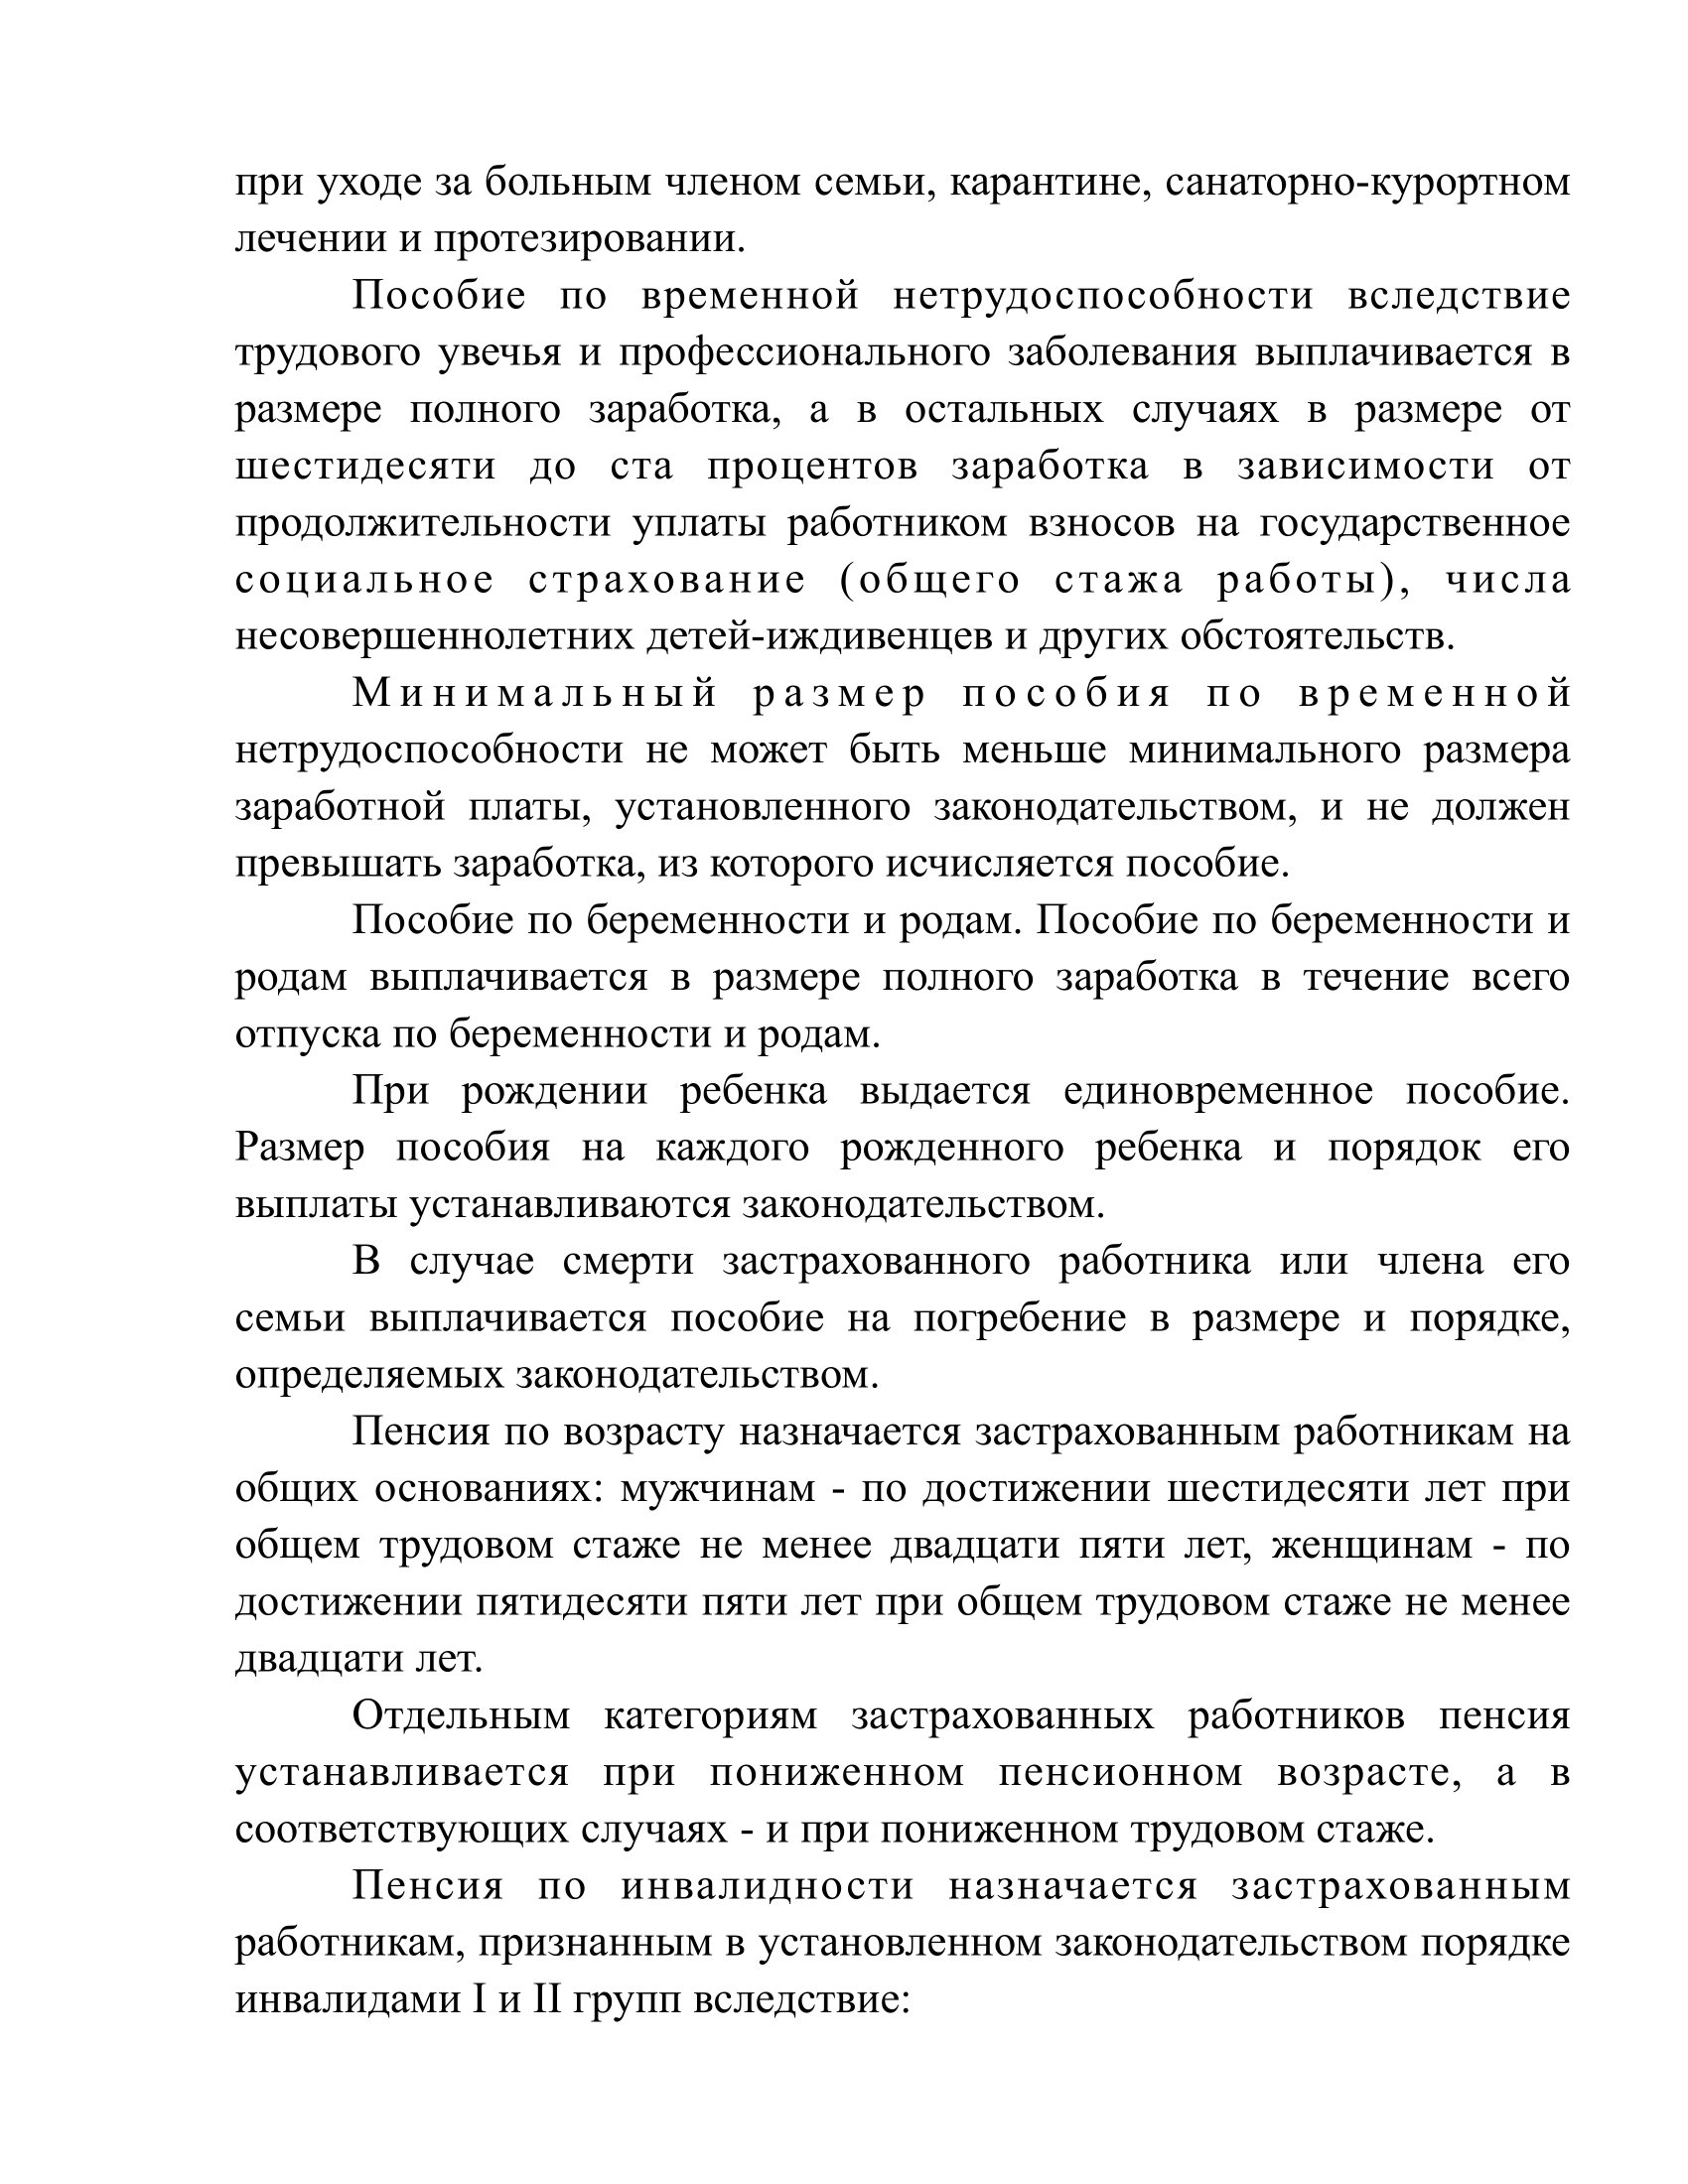 при уходе за больным членом семьи, карантине, санаторно-курортном
лечении и протезировании.
Пособие по временной нетрудоспособности вследствие
трудового увечья и профессионального заболевания выплачивается в
размере полного заработка, а в остальных случаях в размере от
шестидесяти до ста процентов заработка в зависимости от
продолжительности уплаты работником взносов на государственное
социальное страхование (общего стажа работы), числа
несовершеннолетних детей-иждивенцев и других обстоятельств.
Минимальный размер пособия по временной
нетрудоспособности не может быть меньше минимального размера
заработной платы, установленного законодательством, и не должен
превышать заработка, из которого исчисляется пособие.
Пособие по беременности и родам. Пособие по беременности и
родам выплачивается в размере полного заработка в течение всего
отпуска по беременности и родам.
При рождении ребенка выдается единовременное пособие.
Размер пособия на каждого рожденного ребенка и порядок его
выплаты устанавливаются законодательством.
В случае смерти застрахованного работника или члена его
семьи выплачивается пособие на погребение в размере и порядке,
определяемых законодательством.
Пенсия по возрасту назначается застрахованным работникам на
общих основаниях: мужчинам - по достижении шестидесяти лет при
общем трудовом стаже не менее двадцати пяти лет, женщинам - по
достижении пятидесяти пяти лет при общем трудовом стаже не менее
двадцати лет.
Отдельным категориям застрахованных работников пенсия
устанавливается при пониженном пенсионном возрасте, а в
соответствующих случаях - и при пониженном трудовом стаже.
Пенсия по инвалидности назначается застрахованным
работникам, признанным в установленном законодательством порядке
инвалидами I и II групп вследствие: